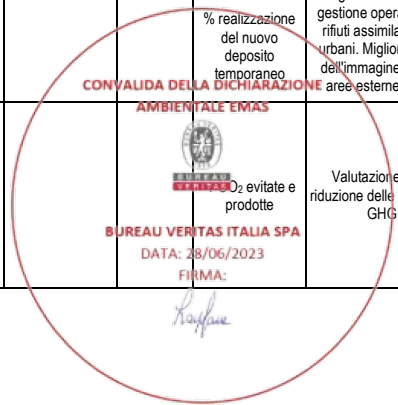 % realizzazione
del nuovo
deposito
temporaneo
gestione opera
rifiuti assimila
urbani. Miglior
dell'immagine
aree esterne
CONVALIDA DELLA DICHIARAZIONE
AMBIENTALE EMAS
BUREAU
VERITAS
O₂ evitate e
prodotte
Valutazione
riduzione delle
GHG
BUREAU VERITAS ITALIA SPA
DATA: 28/06/2023
FIRMA: